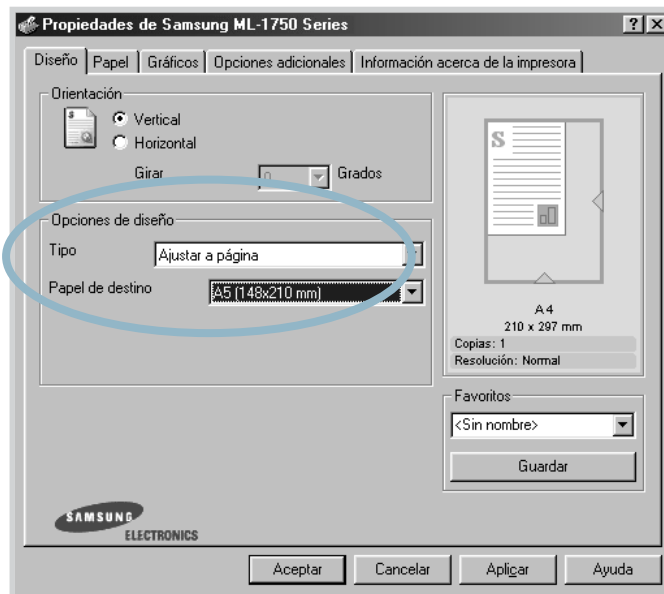 Propiedades de Samsung ML-1750 Series
Diseño Papel Gráficos Opciones adicionales Información acerca de la impresora
Orientación
Vertical
Horizontal
Girar 0 Grados
Opciones de diseño
Tipo Ajustar a página
Papel de destino A5 (148x210 mm)
S
A4
210 x 297 mm
Copias: 1
Resolución: Normal
Favoritos
<Sin nombre>
Guardar
SAMSUNG
ELECTRONICS
Aceptar Cancelar Aplicar Ayuda